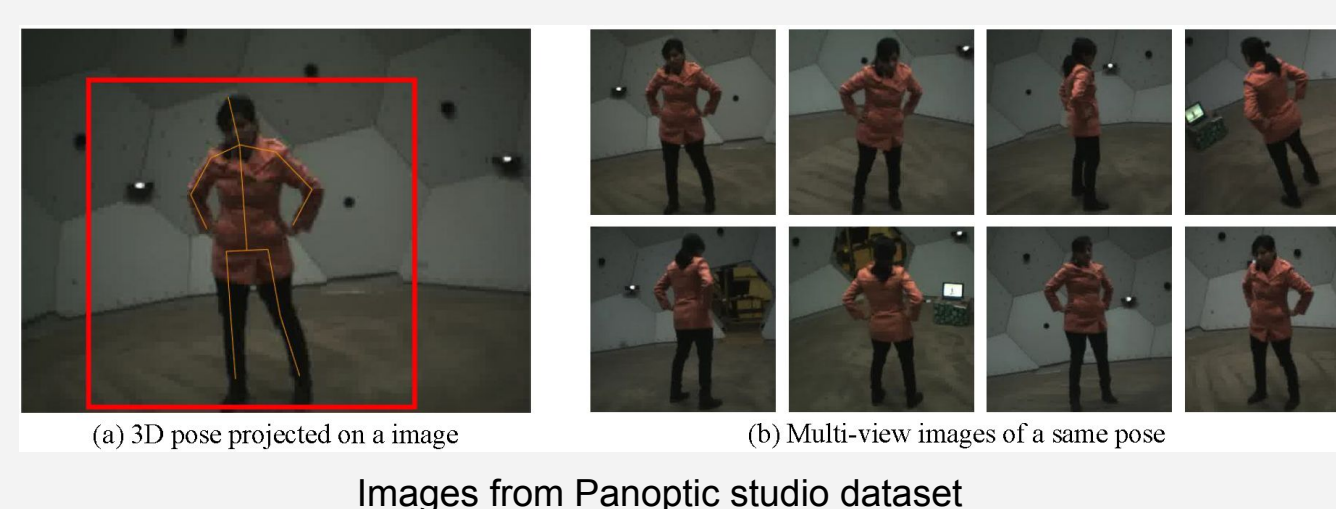 (a) 3D pose projected on a image
(b) Multi-view images of a same pose
Images from Panoptic studio dataset